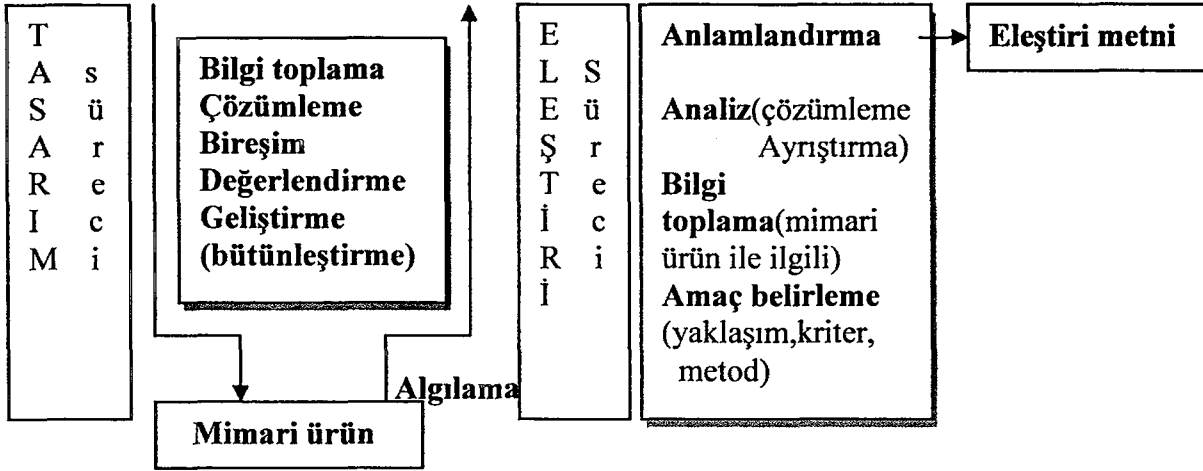 TASARIM
süreci
Bilgi toplama
Çözümleme
Bireşim
Değerlendirme
Geliştirme
(bütünleştirme)
Mimari ürün
Algılama
ELEŞTİRİ
Süreci
Anlamlandırma
Analiz(çözümleme
Ayrıştırma)
Bilgi
toplama(mimari
ürün ile ilgili)
Amaç belirleme
(yaklaşım,kriter,
metod)
Eleştiri metni